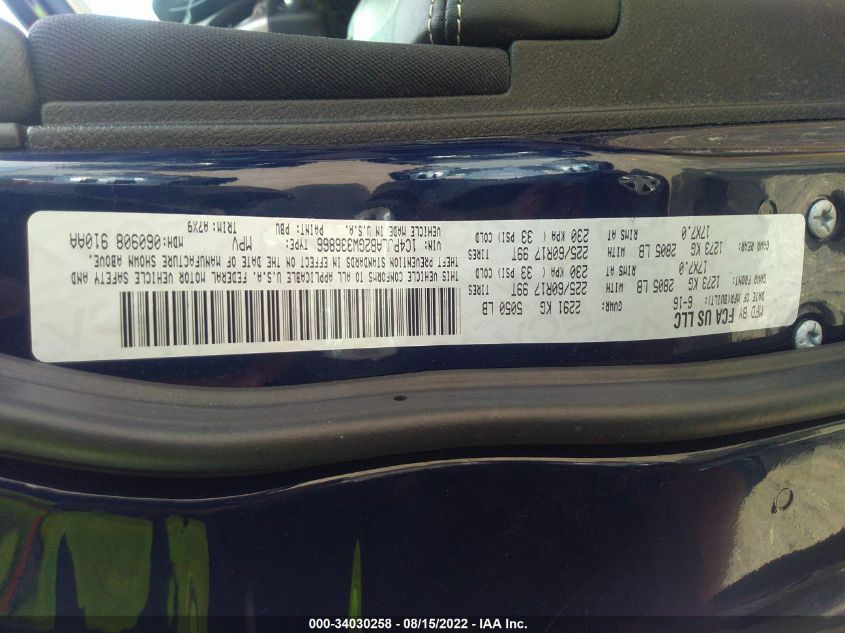 MFD BY FCA US LLC
DATE OF MFR(BUILT): 6-16 GVWR: 2291 KG 5050 LB
GAWR FRONT: 1273 KG 2805 LB WITH 225/60R17 99T TIRES
17X7.0 RIMS AT 230 KPA ( 33 PSI) COLD
GAWR REAR: 1273 KG 2805 LB WITH 225/60R17 99T TIRES
17X7.0 RIMS AT 230 KPA ( 33 PSI) COLD
THIS VEHICLE CONFORMS TO ALL APPLICABLE U.S.A. FEDERAL MOTOR VEHICLE SAFETY AND
THEFT PREVENTION STANDARDS IN EFFECT ON THE DATE OF MANUFACTURE SHOWN ABOVE.
VIN: 1C4PJLAB2GW336866 TYPE: MPV MDH: 060908 910AA
VEHICLE MADE IN U.S.A. PAINT: PBU TRIM: A7X9
000-34030258 - 08/15/2022 - IAA Inc.